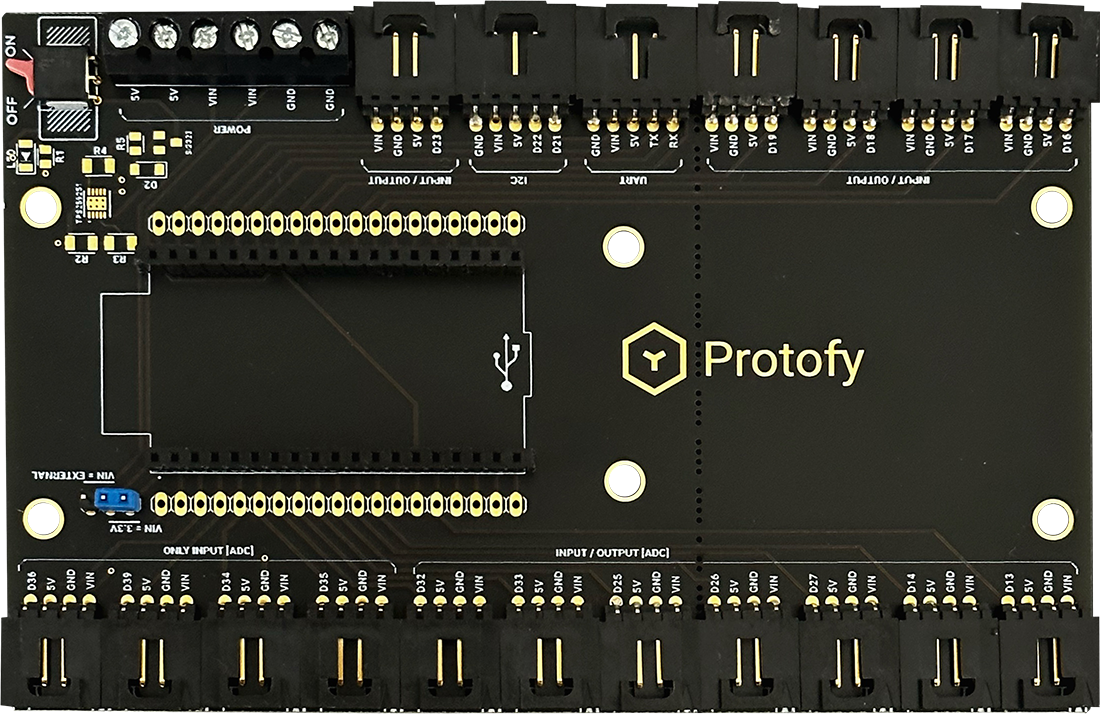 ON
OFF
5V 5V VIN VIN GND GND
POWER
VIN GND 5V D23
GND VIN 5V D22 D21
GND VIN 5V TX RX
VIN GND 5V D19
VIN GND 5V D18
VIN GND 5V D17
VIN GND 5V D16
INPUT / OUTPUT
I2C
UART
INPUT / OUTPUT
R1
R4
R5
D2
R2
R3
Protofy
VIN = EXTERNAL
VIN = 3.3V
ONLY INPUT [ADC]
INPUT / OUTPUT [ADC]
D36 5V GND VIN
D39 5V GND VIN
D34 5V GND VIN
D35 5V GND VIN
D32 5V GND VIN
D33 5V GND VIN
D25 5V GND VIN
D26 5V GND VIN
D27 5V GND VIN
D14 5V GND VIN
D13 5V GND VIN